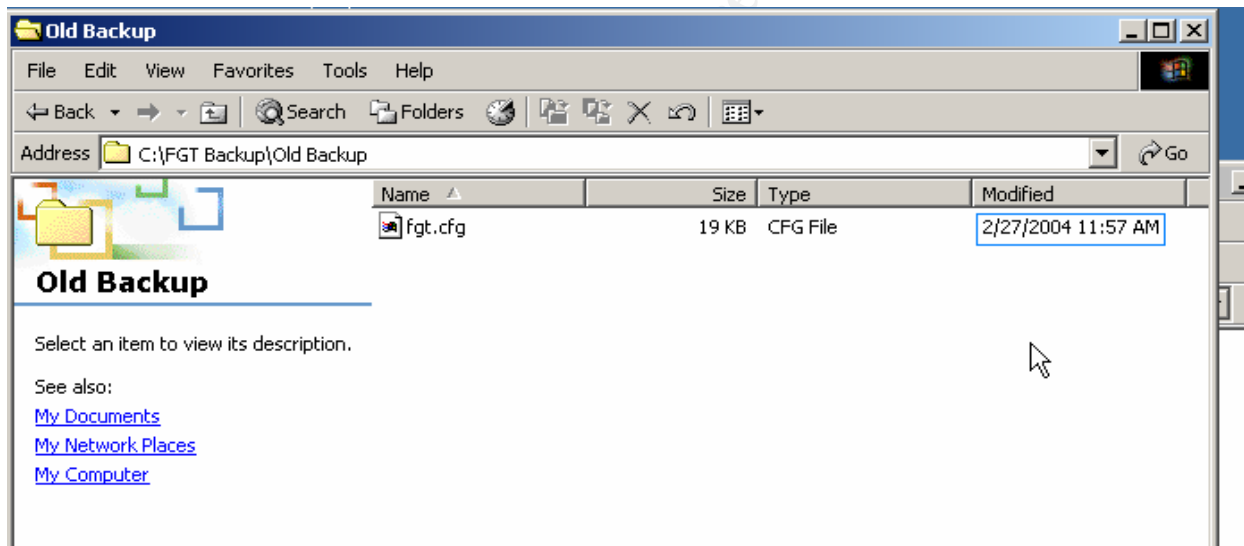 Old Backup
File Edit View Favorites Tools Help
Back Search Folders
Address C:\FGT Backup\Old Backup Go
Name Size Type Modified
fgt.cfg 19 KB CFG File 2/27/2004 11:57 AM
Old Backup
Select an item to view its description.
See also:
My Documents
My Network Places
My Computer